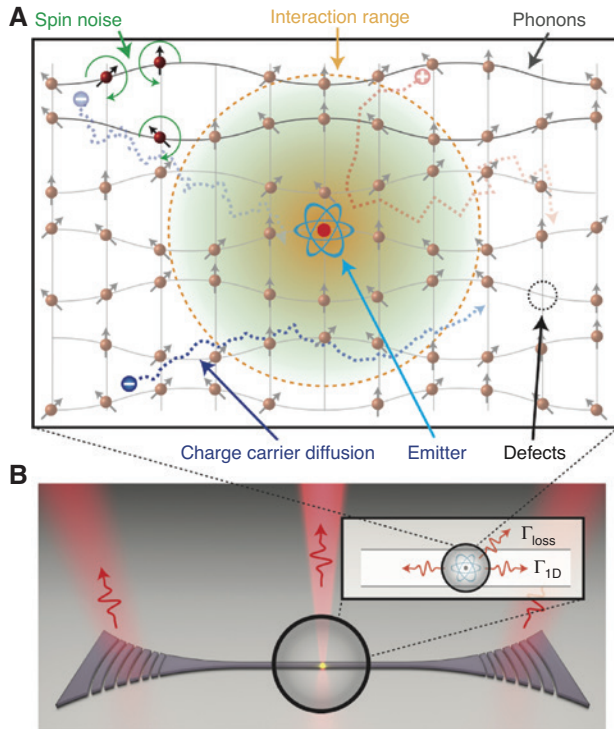 A
Spin noise
Interaction range
Phonons
−
+
−
Charge carrier diffusion
Emitter
Defects
B
Γloss
Γ1D